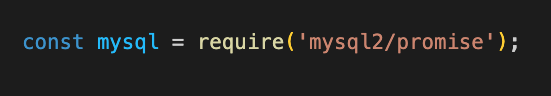 const mysql = require('mysql2/promise');